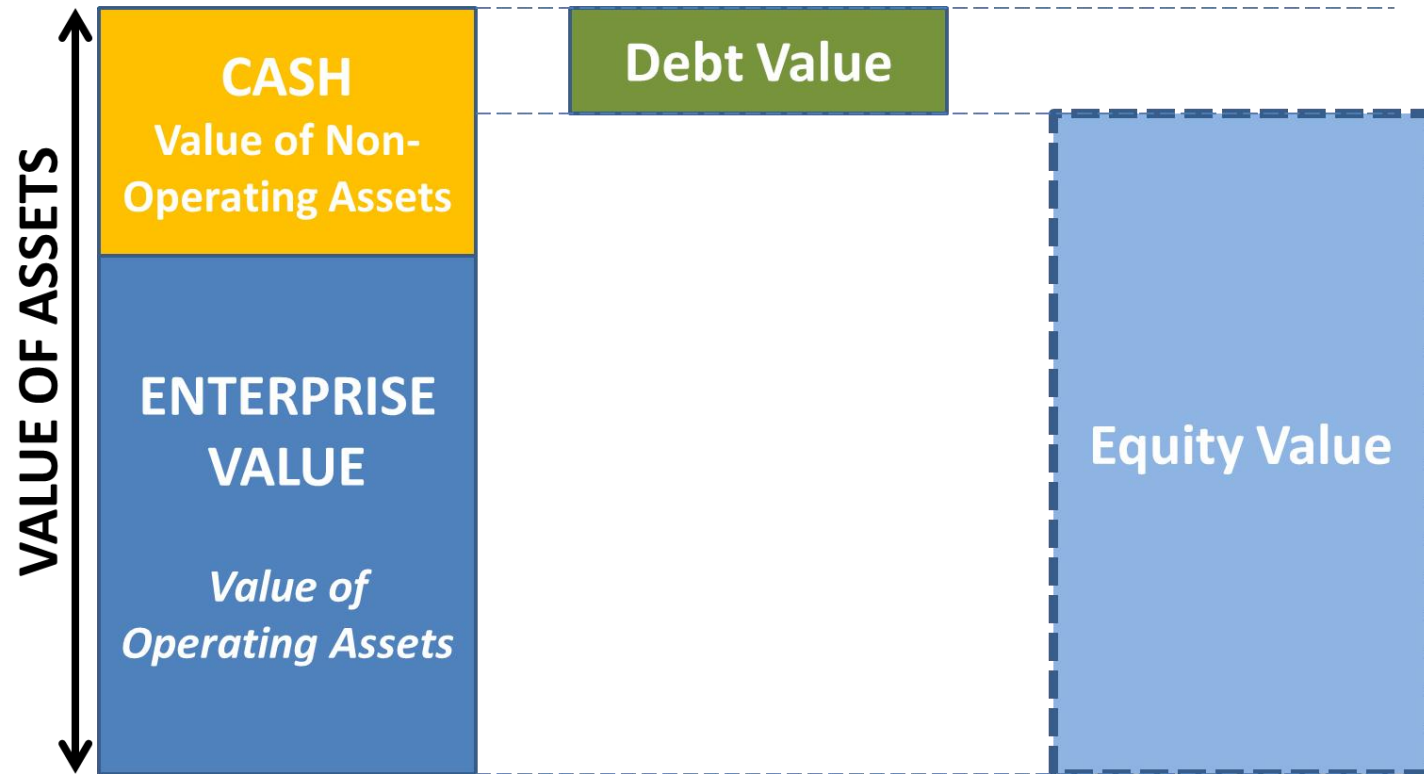 VALUE OF ASSETS
CASH
Value of Non-
Operating Assets
ENTERPRISE
VALUE
Value of
Operating Assets
Debt Value
Equity Value